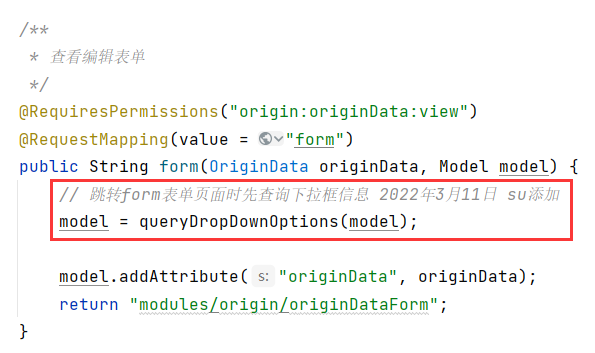 /**
 * 查看编辑表单
 */
@RequiresPermissions("origin:originData:view")
@RequestMapping(value = "form")
public String form(OriginData originData, Model model) {
// 跳转form表单页面时先查询下拉框信息 2022年3月11日 su添加
model = queryDropDownOptions(model);
model.addAttribute( s: "originData", originData);
return "modules/origin/originDataForm";
}